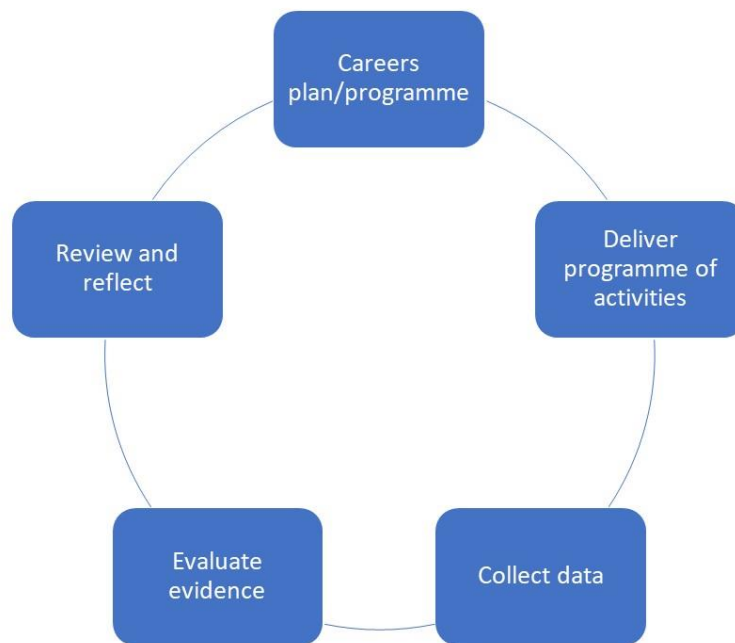 Careers
plan/programme
Deliver
programme of
activities
Collect data
Evaluate
evidence
Review and
reflect